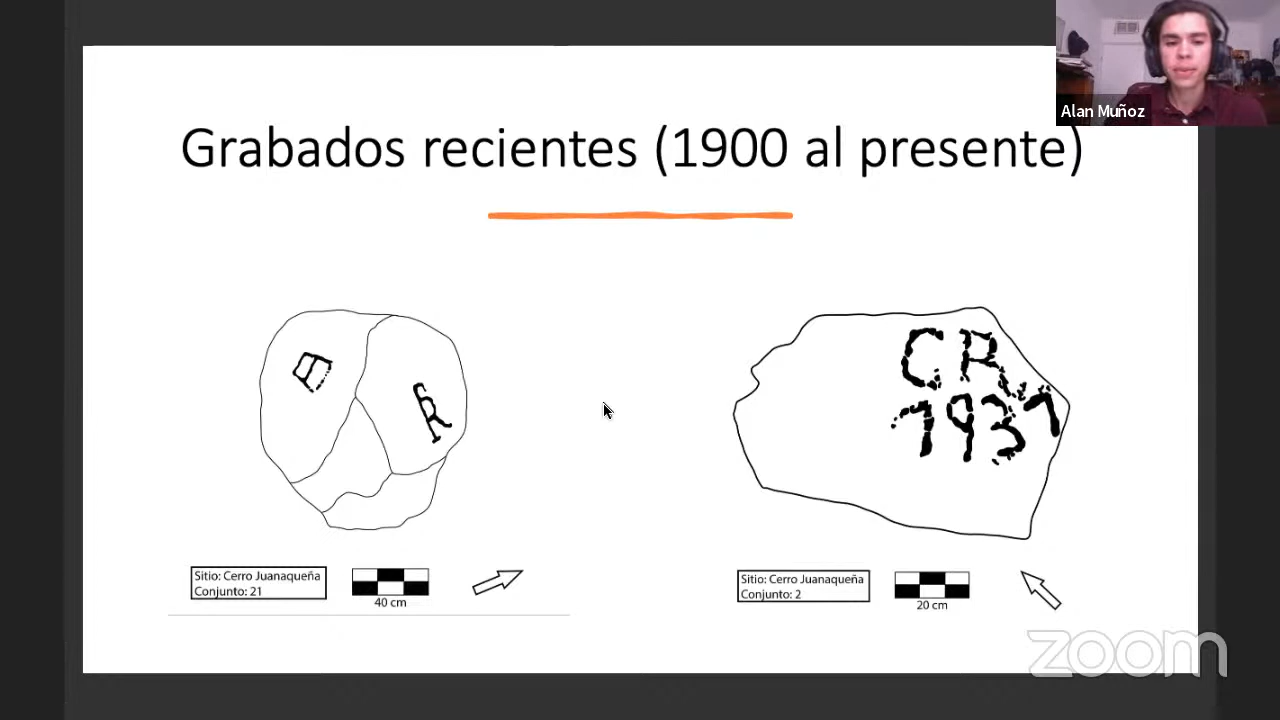 Alan Muñoz
Grabados recientes (1900 al presente)
B
R
CR
1937
Sitio: Cerro Juanaqueña
Conjunto: 21
40 cm
Sitio: Cerro Juanaqueña
Conjunto: 2
20 cm
zoom